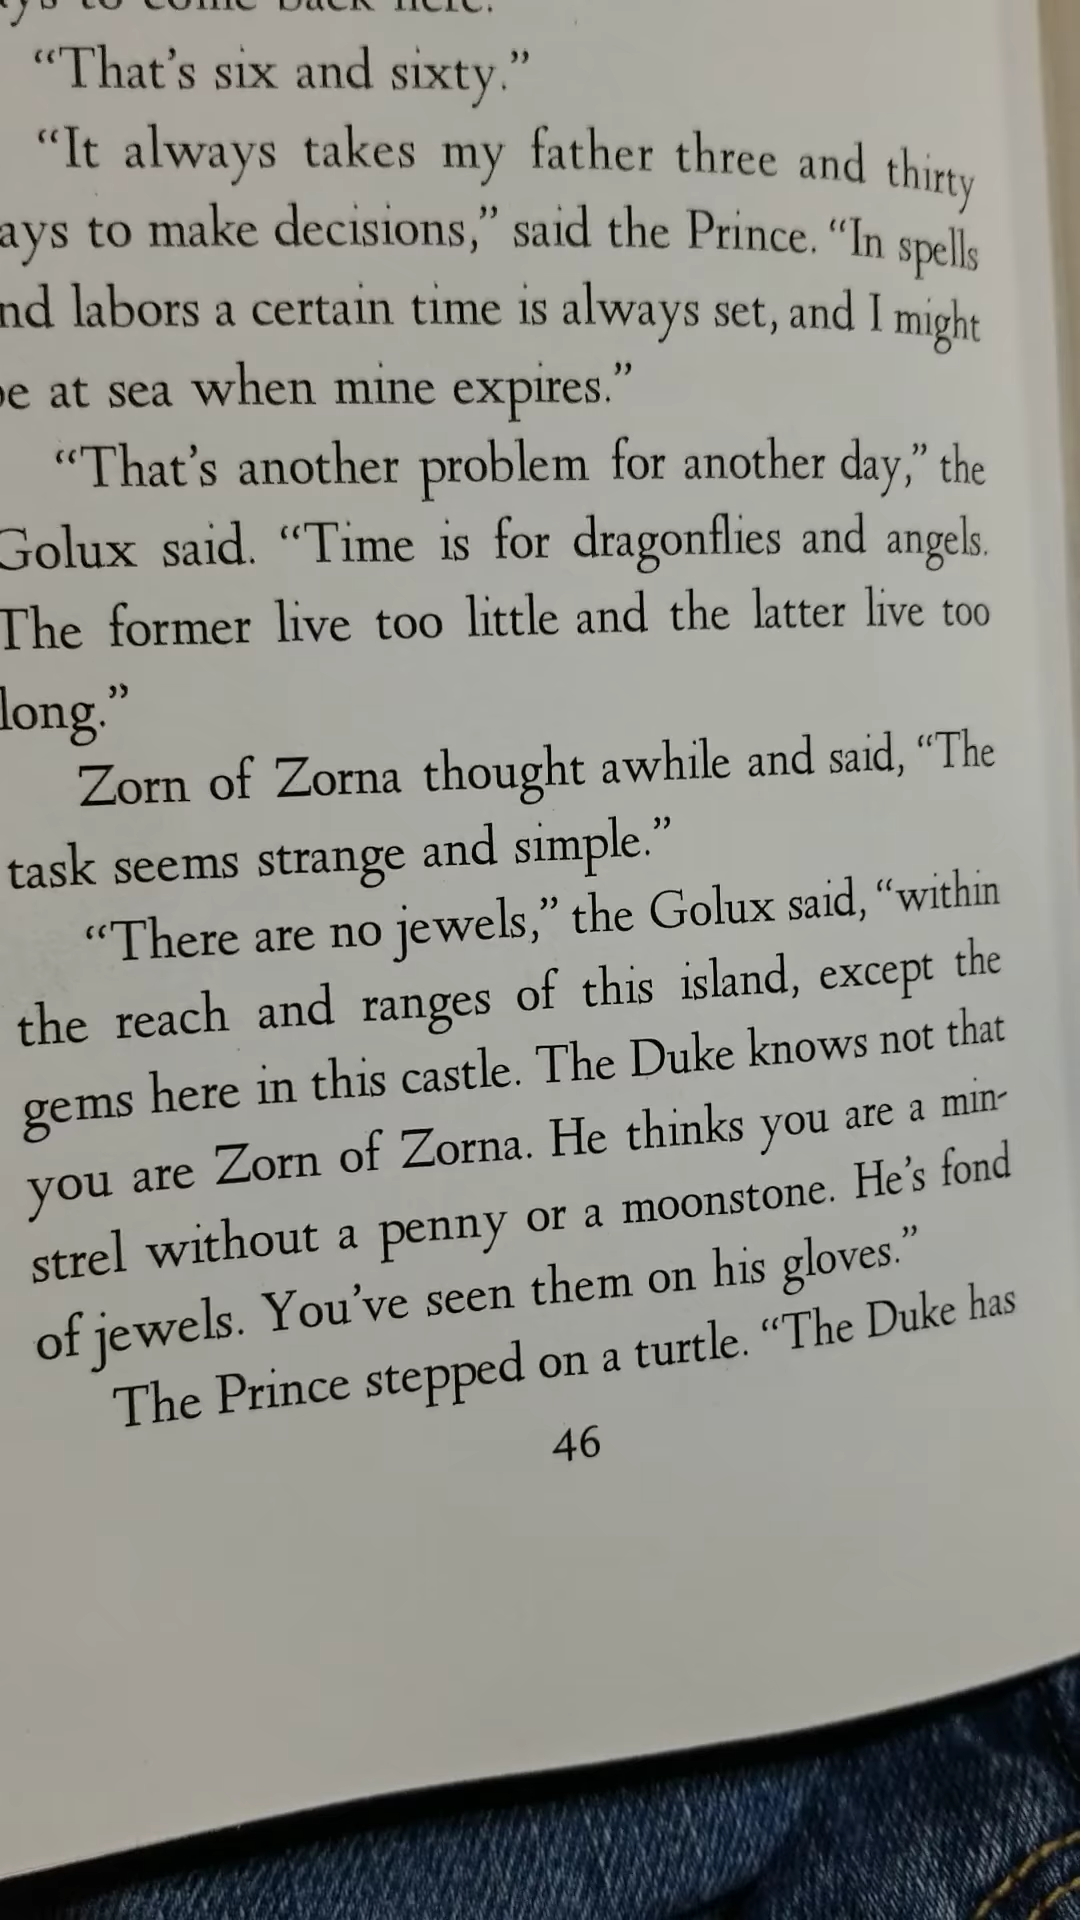 to come back here.
“That’s six and sixty.”
“It always takes my father three and thirty
ays to make decisions,” said the Prince. “In spells
nd labors a certain time is always set, and I might
e at sea when mine expires.”
“That’s another problem for another day,” the
Golux said. “Time is for dragonflies and angels.
The former live too little and the latter live too
long.”
Zorn of Zorna thought awhile and said, “The
task seems strange and simple.”
“There are no jewels,” the Golux said, “within
the reach and ranges of this island, except the
gems here in this castle. The Duke knows not that
you are Zorn of Zorna. He thinks you are a min-
strel without a penny or a moonstone. He’s fond
of jewels. You’ve seen them on his gloves.”
The Prince stepped on a turtle. “The Duke has
46